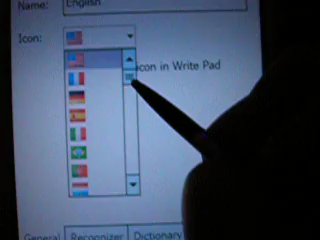 Name: English
Icon:
icon in Write Pad
General Recognizer Dictionary